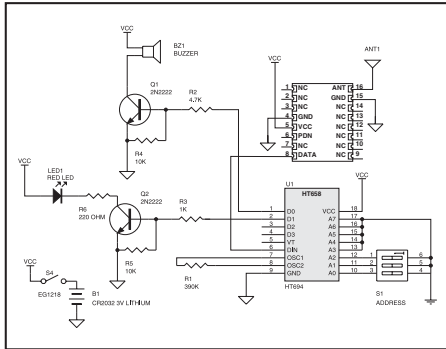 VCC
BZ1
BUZZER
Q1
2N2222
R2
4.7K
R4
10K
VCC
ANT1
1 NC ANT 16
2 NC GND 15
3 NC NC 14
4 GND NC 13
5 VCC NC 12
6 PDN NC 11
7 NC NC 10
8 DATA NC 9
VCC
LED1
RED LED
R6
220 OHM
Q2
2N2222
R3
1K
R5
10K
U1
HT658
VCC
1 D0 VCC 18
2 D1 A7 17
3 D2 A6 16
4 D3 A5 15
5 VT A4 14
6 DIN A3 13
7 OSC1 A2 12
8 OSC2 A1 11
9 GND A0 10
HT694
R1
390K
1 6
2 5
3 4
S1
ADDRESS
VCC
S4
EG1218
B1
CR2032 3V LITHIUM